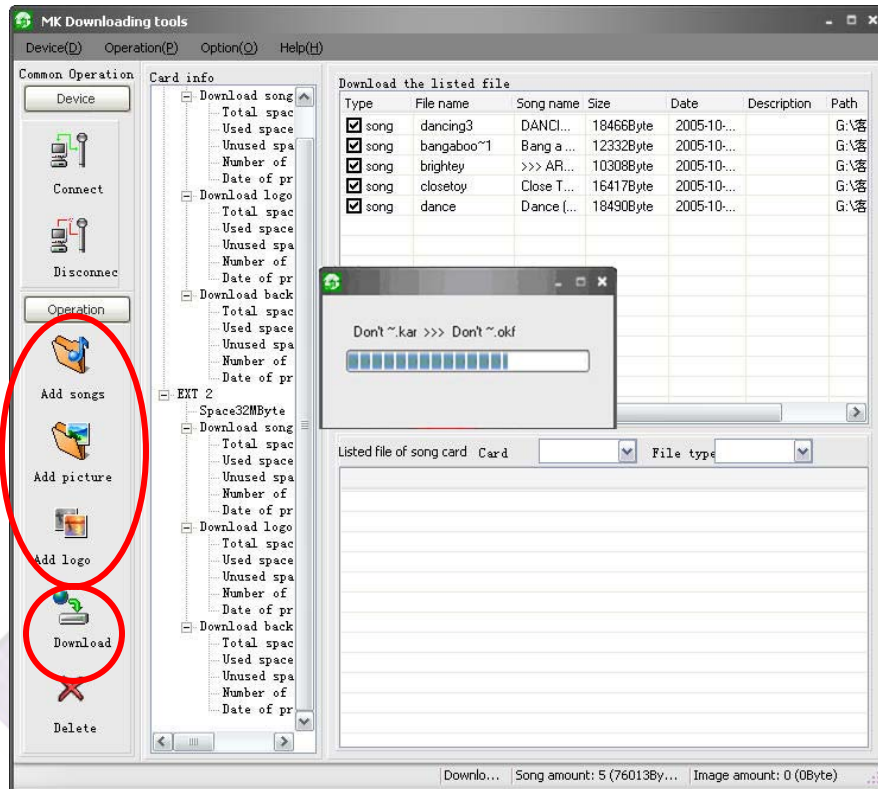 MK Downloading tools
Device(D) Operation(P) Option(O) Help(H)
Common Operation
Device
Connect
Disconnec
Operation
Add songs
Add picture
Add logo
Download
Delete
Card info
Download song
Total spac
Used space
Unused spa
Number of
Date of pr
Download logo
Total spac
Used space
Unused spa
Number of
Date of pr
Download back
Total spac
Used space
Unused spa
Number of
Date of pr
EXT 2
Space32MByte
Download song
Total spac
Used space
Unused spa
Number of
Date of pr
Download logo
Total spac
Used space
Unused spa
Number of
Date of pr
Download back
Total spac
Used space
Unused spa
Number of
Date of pr
Download the listed file
Type File name Song name Size Date Description Path
song dancing3 DANCI... 18466Byte 2005-10-... G:\客
song bangaboo~1 Bang a ... 12332Byte 2005-10-... G:\客
song brightey >>> AR... 10308Byte 2005-10-... G:\客
song closetoy Close T... 16417Byte 2005-10-... G:\客
song dance Dance (... 18490Byte 2005-10-... G:\客
Don't ~.kar >>> Don't ~.okf
Listed file of song card Card File type
Downlo... Song amount: 5 (76013By... Image amount: 0 (0Byte)